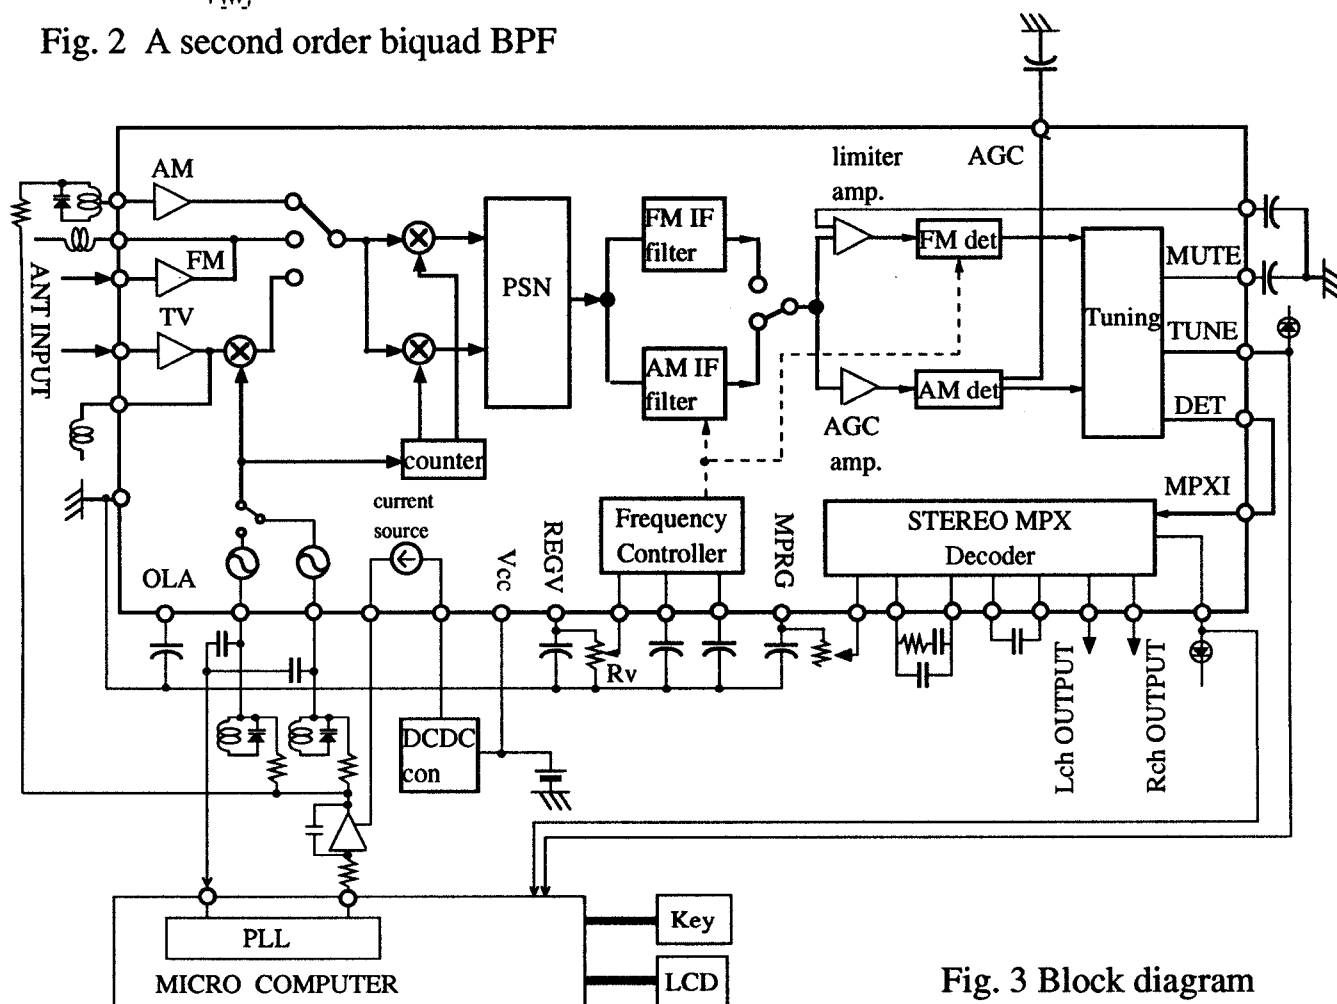 Fig. 2 A second order biquad BPF
AM
FM
TV
ANT INPUT
PSN
FM IF
filter
AM IF
filter
limiter
amp.
AGC
FM det
AM det
AGC
amp.
Tuning
MUTE
TUNE
DET
MPXI
counter
current
source
OLA
Vcc
REGV
Frequency
Controller
MPRG
STEREO MPX
Decoder
Rv
DCDC
con
Lch OUTPUT
Rch OUTPUT
PLL
MICRO COMPUTER
Key
LCD
Fig. 3 Block diagram